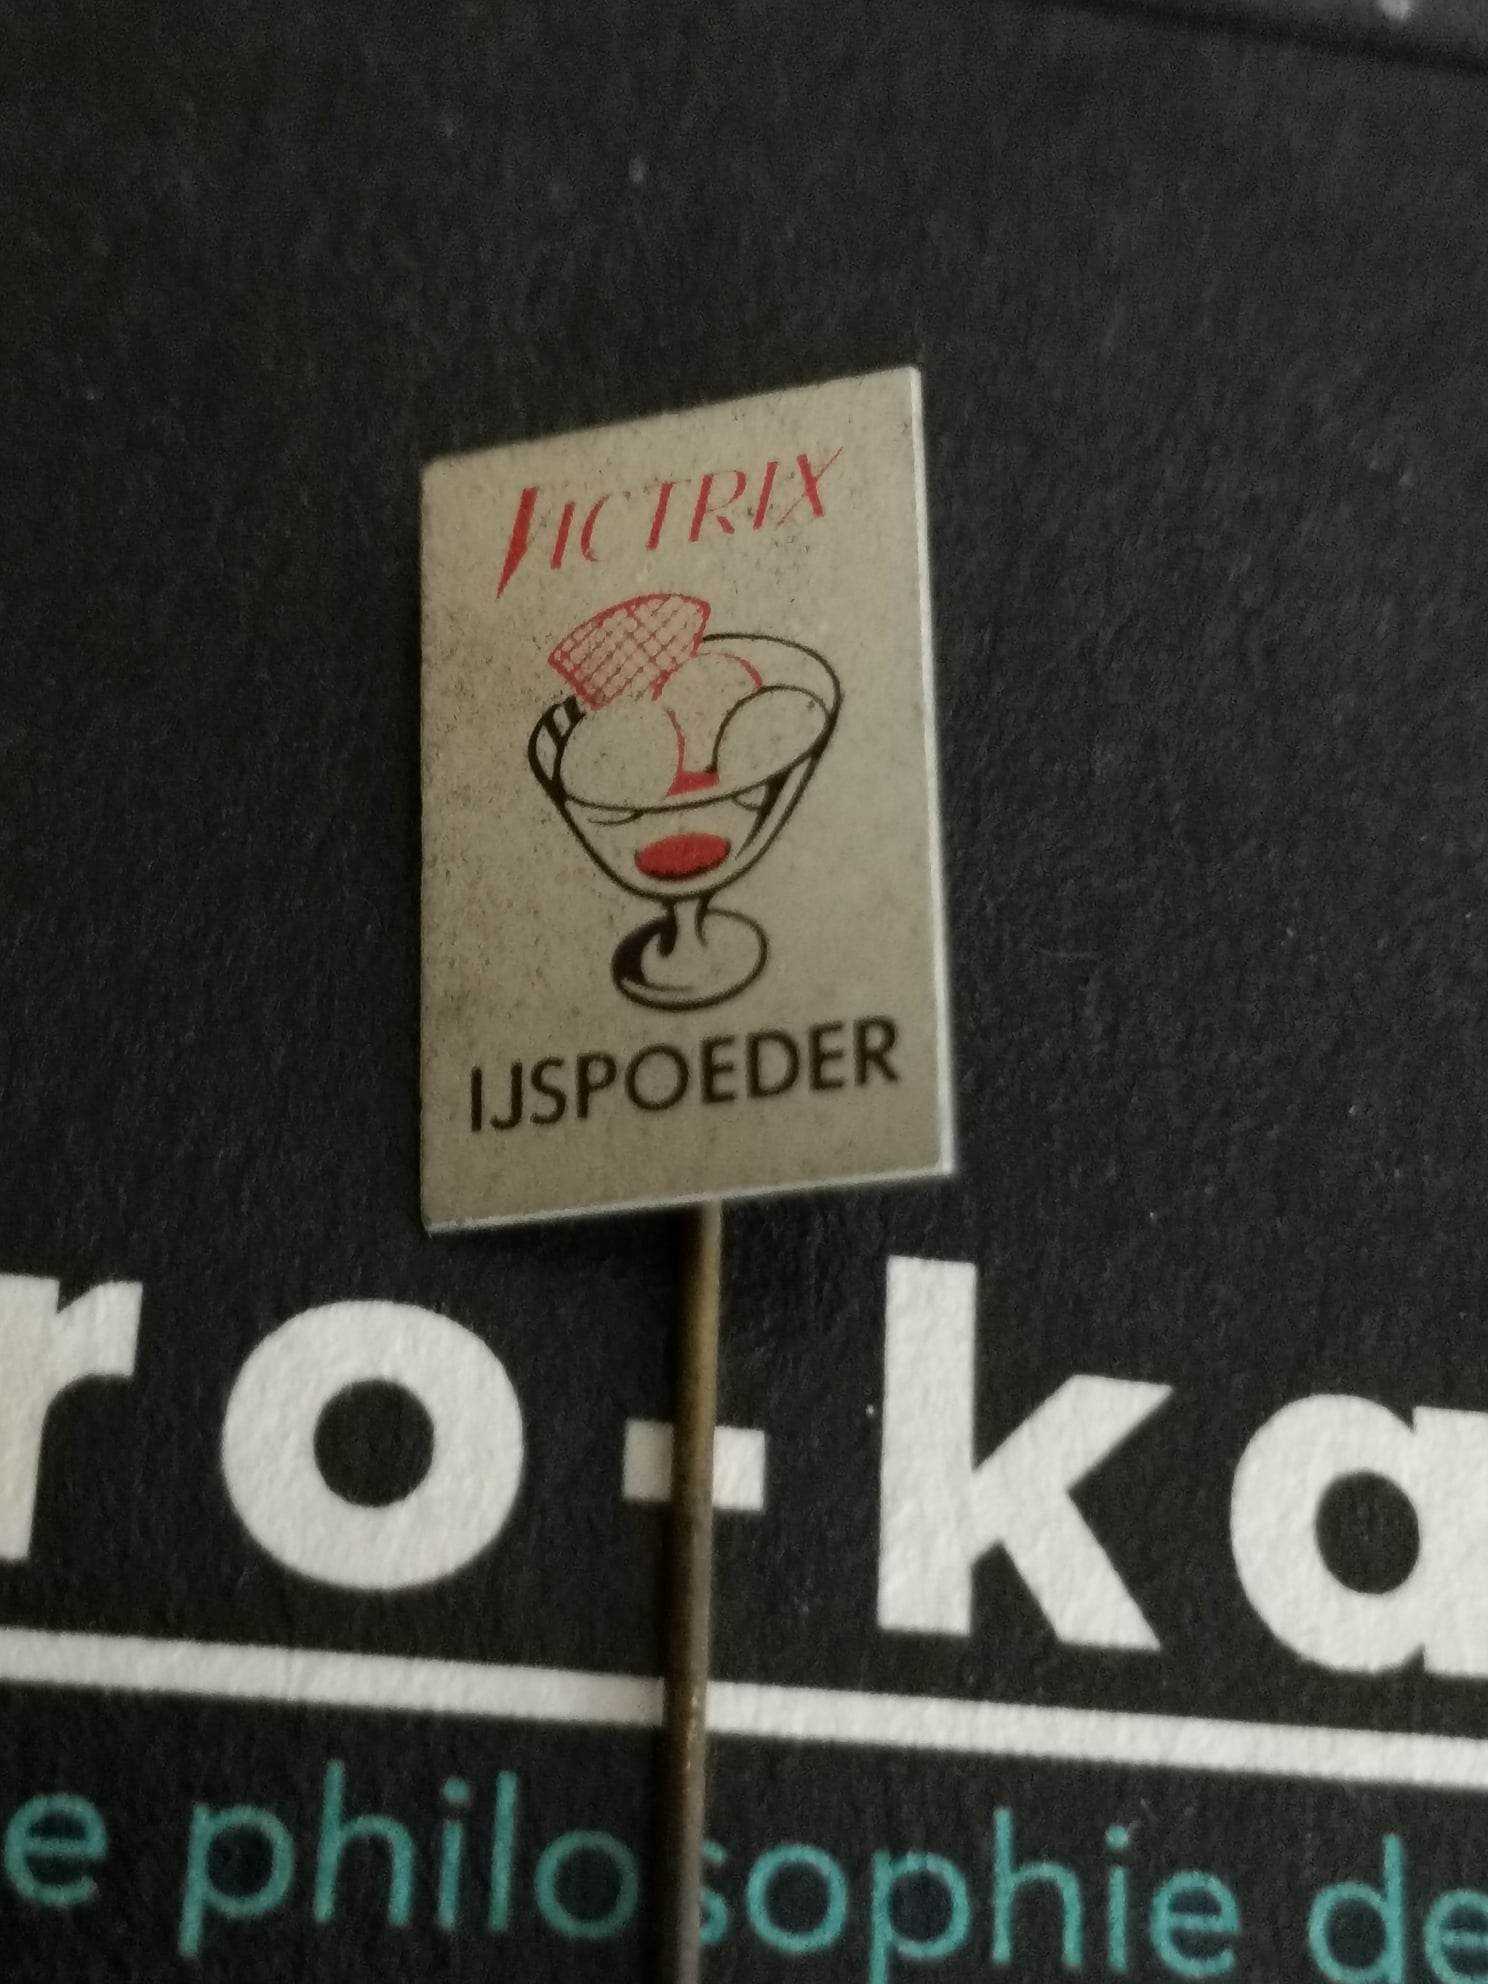 VICTRIX
IJSPOEDER
ro-ka
e philosophie de